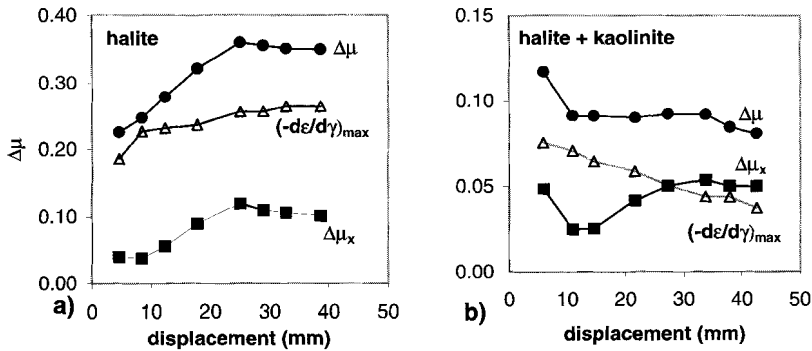 0.40
halite
Δμ
0.30
(-dε/dγ)max
Δμ
0.20
0.10
Δμx
0.00
a)
0 10 20 30 40 50
displacement (mm)
0.15
halite + kaolinite
0.10
Δμ
Δμx
0.05
(-dε/dγ)max
0.00
b)
0 10 20 30 40 50
displacement (mm)